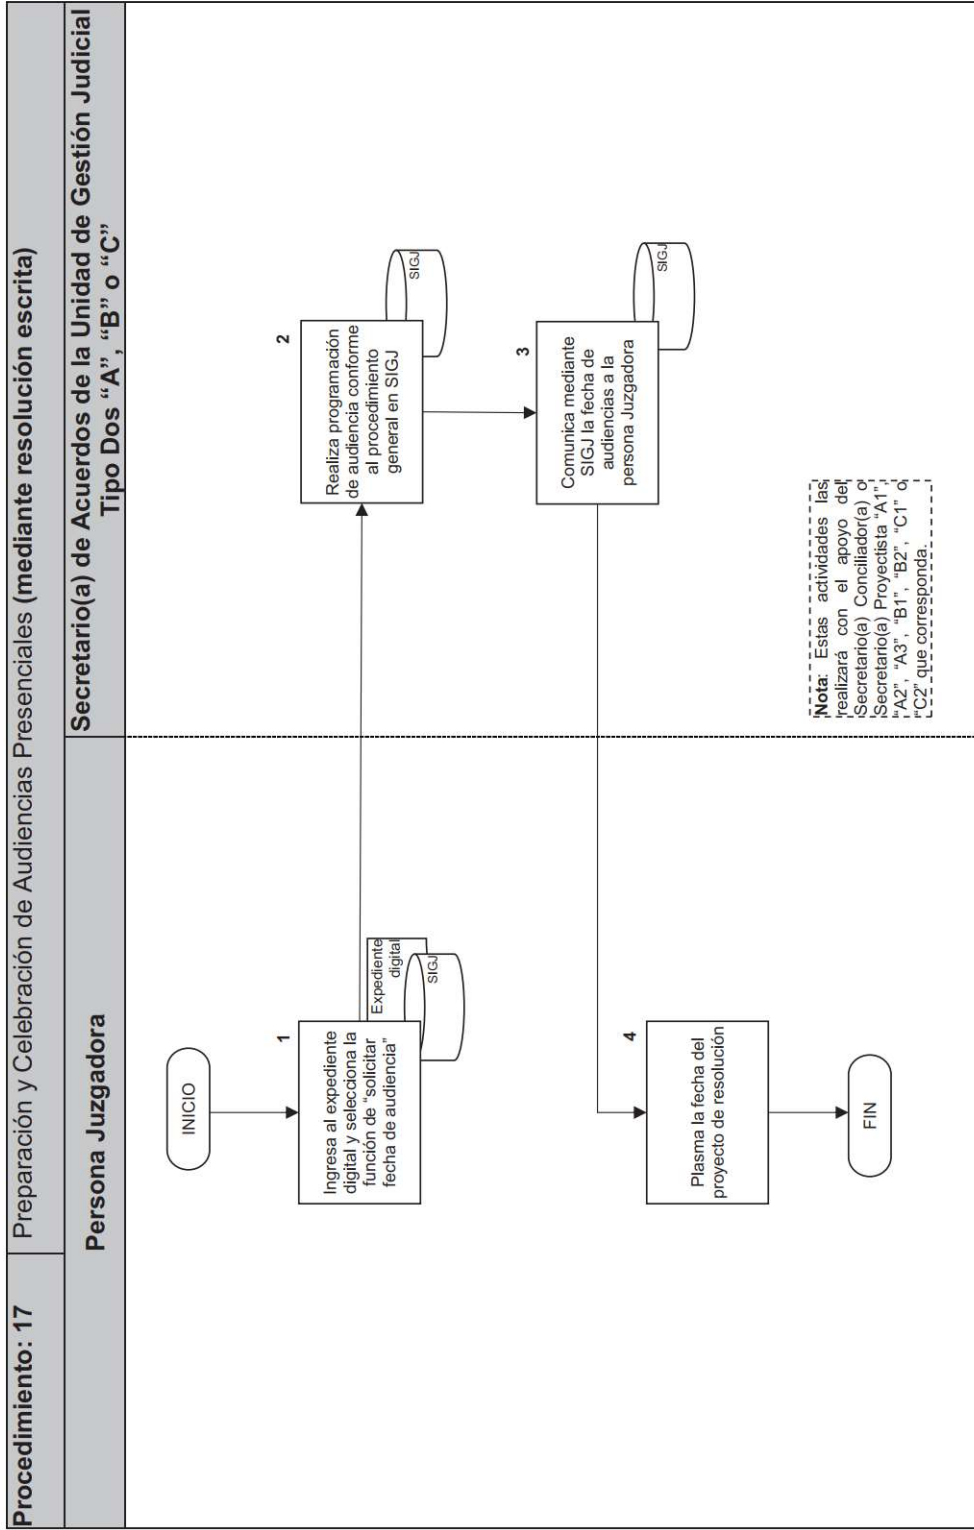 Procedimiento: 17
Preparación y Celebración de Audiencias Presenciales (mediante resolución escrita)
Persona Juzgadora
Secretario(a) de Acuerdos de la Unidad de Gestión Judicial
Tipo Dos “A”, “B” o “C”
INICIO
1
Ingresa al expediente
digital y selecciona la
función de “solicitar
fecha de audiencia”
Expediente
digital
SIGJ
2
Realiza programación
de audiencia conforme
al procedimiento
general en SIGJ
SIGJ
3
Comunica mediante
SIGJ la fecha de
audiencias a la
persona Juzgadora
SIGJ
4
Plasma la fecha del
proyecto de resolución
FIN
Nota: Estas actividades las
realizará con el apoyo del
Secretario(a) Conciliador(a) o
Secretario(a) Proyectista “A1”,
“A2”, “A3”, “B1”, “B2”, “C1” o
“C2” que corresponda.